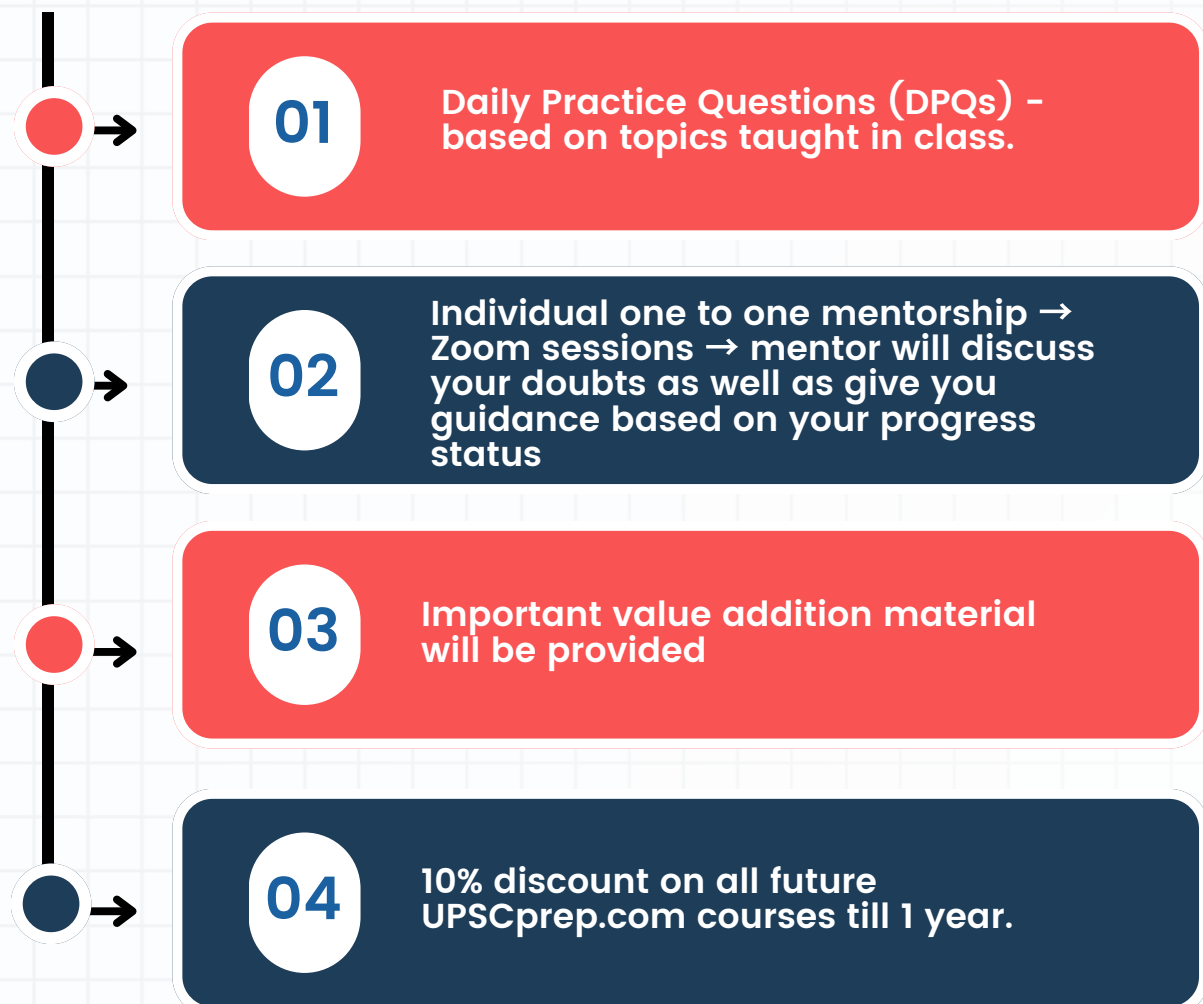 01
Daily Practice Questions (DPQs) -
based on topics taught in class.
02
Individual one to one mentorship →
Zoom sessions → mentor will discuss
your doubts as well as give you
guidance based on your progress
status
03
Important value addition material
will be provided
04
10% discount on all future
UPSCprep.com courses till 1 year.